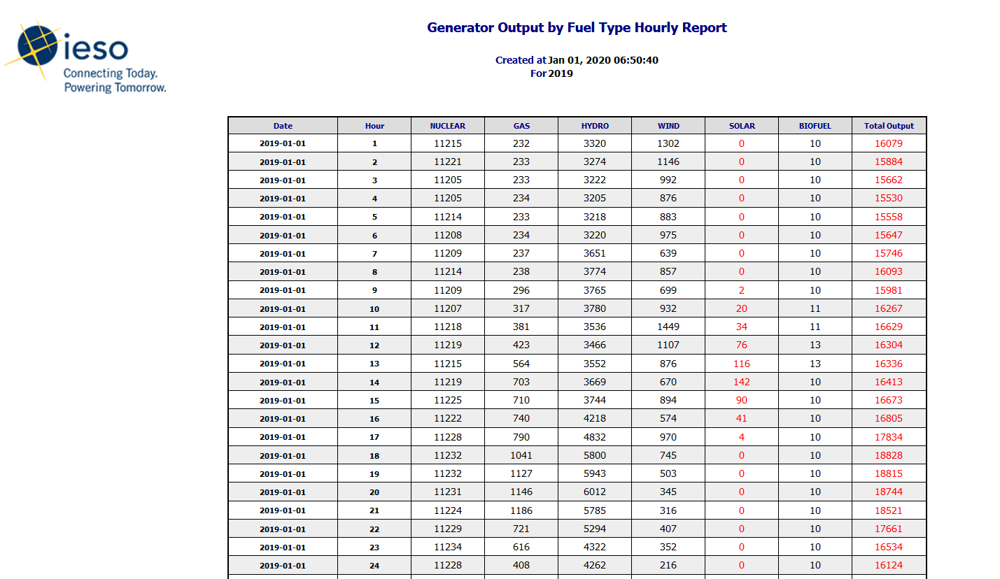 ieso
Connecting Today.
Powering Tomorrow.
Generator Output by Fuel Type Hourly Report
Created at Jan 01, 2020 06:50:40
For 2019
Date Hour NUCLEAR GAS HYDRO WIND SOLAR BIOFUEL Total Output
2019-01-01 1 11215 232 3320 1302 0 10 16079
2019-01-01 2 11221 233 3274 1146 0 10 15884
2019-01-01 3 11205 233 3222 992 0 10 15662
2019-01-01 4 11205 234 3205 876 0 10 15530
2019-01-01 5 11214 233 3218 883 0 10 15558
2019-01-01 6 11208 234 3220 975 0 10 15647
2019-01-01 7 11209 237 3651 639 0 10 15746
2019-01-01 8 11214 238 3774 857 0 10 16093
2019-01-01 9 11209 296 3765 699 2 10 15981
2019-01-01 10 11207 317 3780 932 20 11 16267
2019-01-01 11 11218 381 3536 1449 34 11 16629
2019-01-01 12 11219 423 3466 1107 76 13 16304
2019-01-01 13 11215 564 3552 876 116 13 16336
2019-01-01 14 11219 703 3669 670 142 10 16413
2019-01-01 15 11225 710 3744 894 90 10 16673
2019-01-01 16 11222 740 4218 574 41 10 16805
2019-01-01 17 11228 790 4832 970 4 10 17834
2019-01-01 18 11232 1041 5800 745 0 10 18828
2019-01-01 19 11232 1127 5943 503 0 10 18815
2019-01-01 20 11231 1146 6012 345 0 10 18744
2019-01-01 21 11224 1186 5785 316 0 10 18521
2019-01-01 22 11229 721 5294 407 0 10 17661
2019-01-01 23 11234 616 4322 352 0 10 16534
2019-01-01 24 11228 408 4262 216 0 10 16124